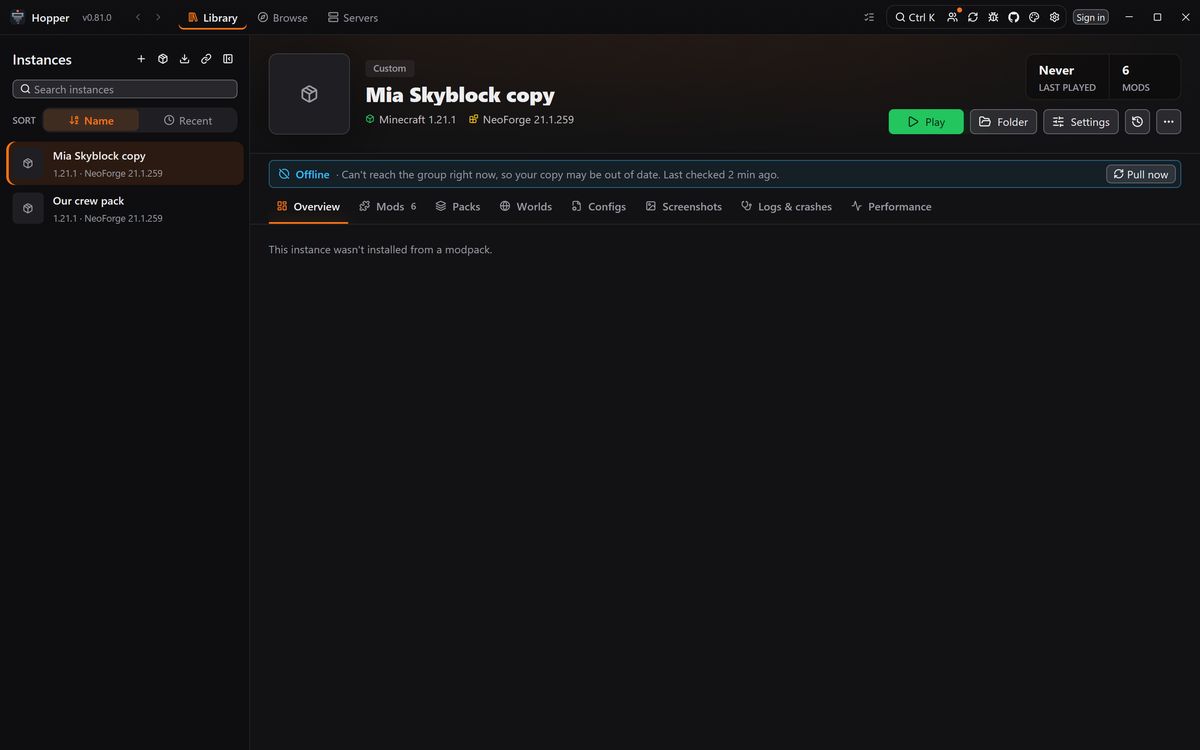 Hopper v0.81.0 Library Browse Servers Ctrl K Sign in
Instances
Search instances
SORT Name Recent
Mia Skyblock copy
1.21.1 · NeoForge 21.1.259
Our crew pack
1.21.1 · NeoForge 21.1.259
Custom
Mia Skyblock copy
Minecraft 1.21.1 NeoForge 21.1.259
Never
LAST PLAYED
6
MODS
Play Folder Settings
Offline · Can't reach the group right now, so your copy may be out of date. Last checked 2 min ago. Pull now
Overview Mods 6 Packs Worlds Configs Screenshots Logs & crashes Performance
This instance wasn't installed from a modpack.